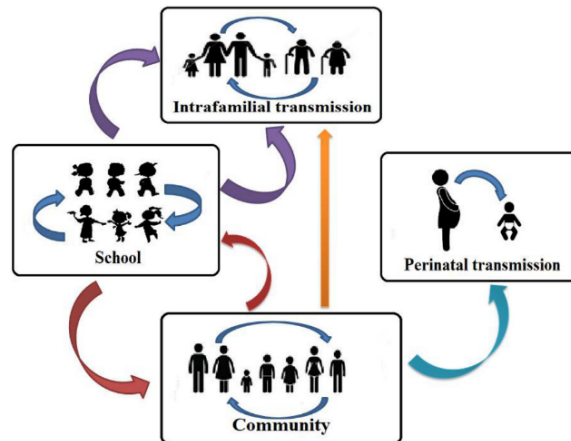 Intrafamilial transmission
School
Perinatal transmission
Community